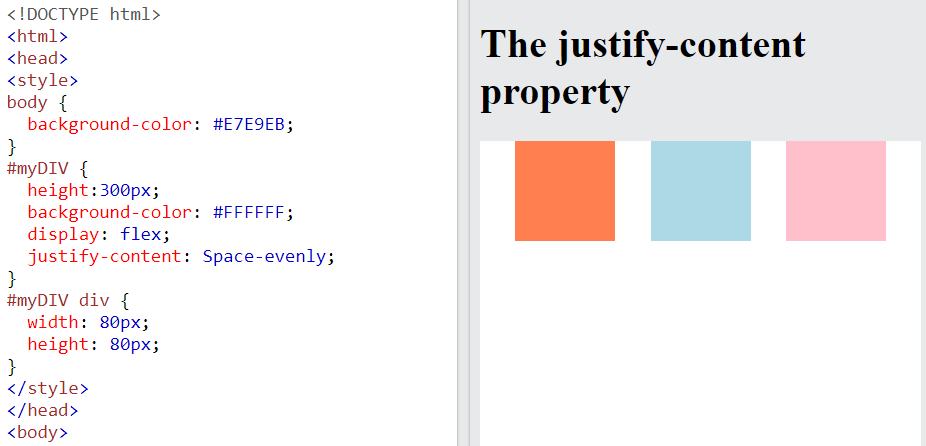 <!DOCTYPE html>
<html>
<head>
<style>
body {
  background-color: #E7E9EB;
}
#myDIV {
  height:300px;
  background-color: #FFFFFF;
  display: flex;
  justify-content: Space-evenly;
}
#myDIV div {
  width: 80px;
  height: 80px;
}
</style>
</head>
<body>
The justify-content
property